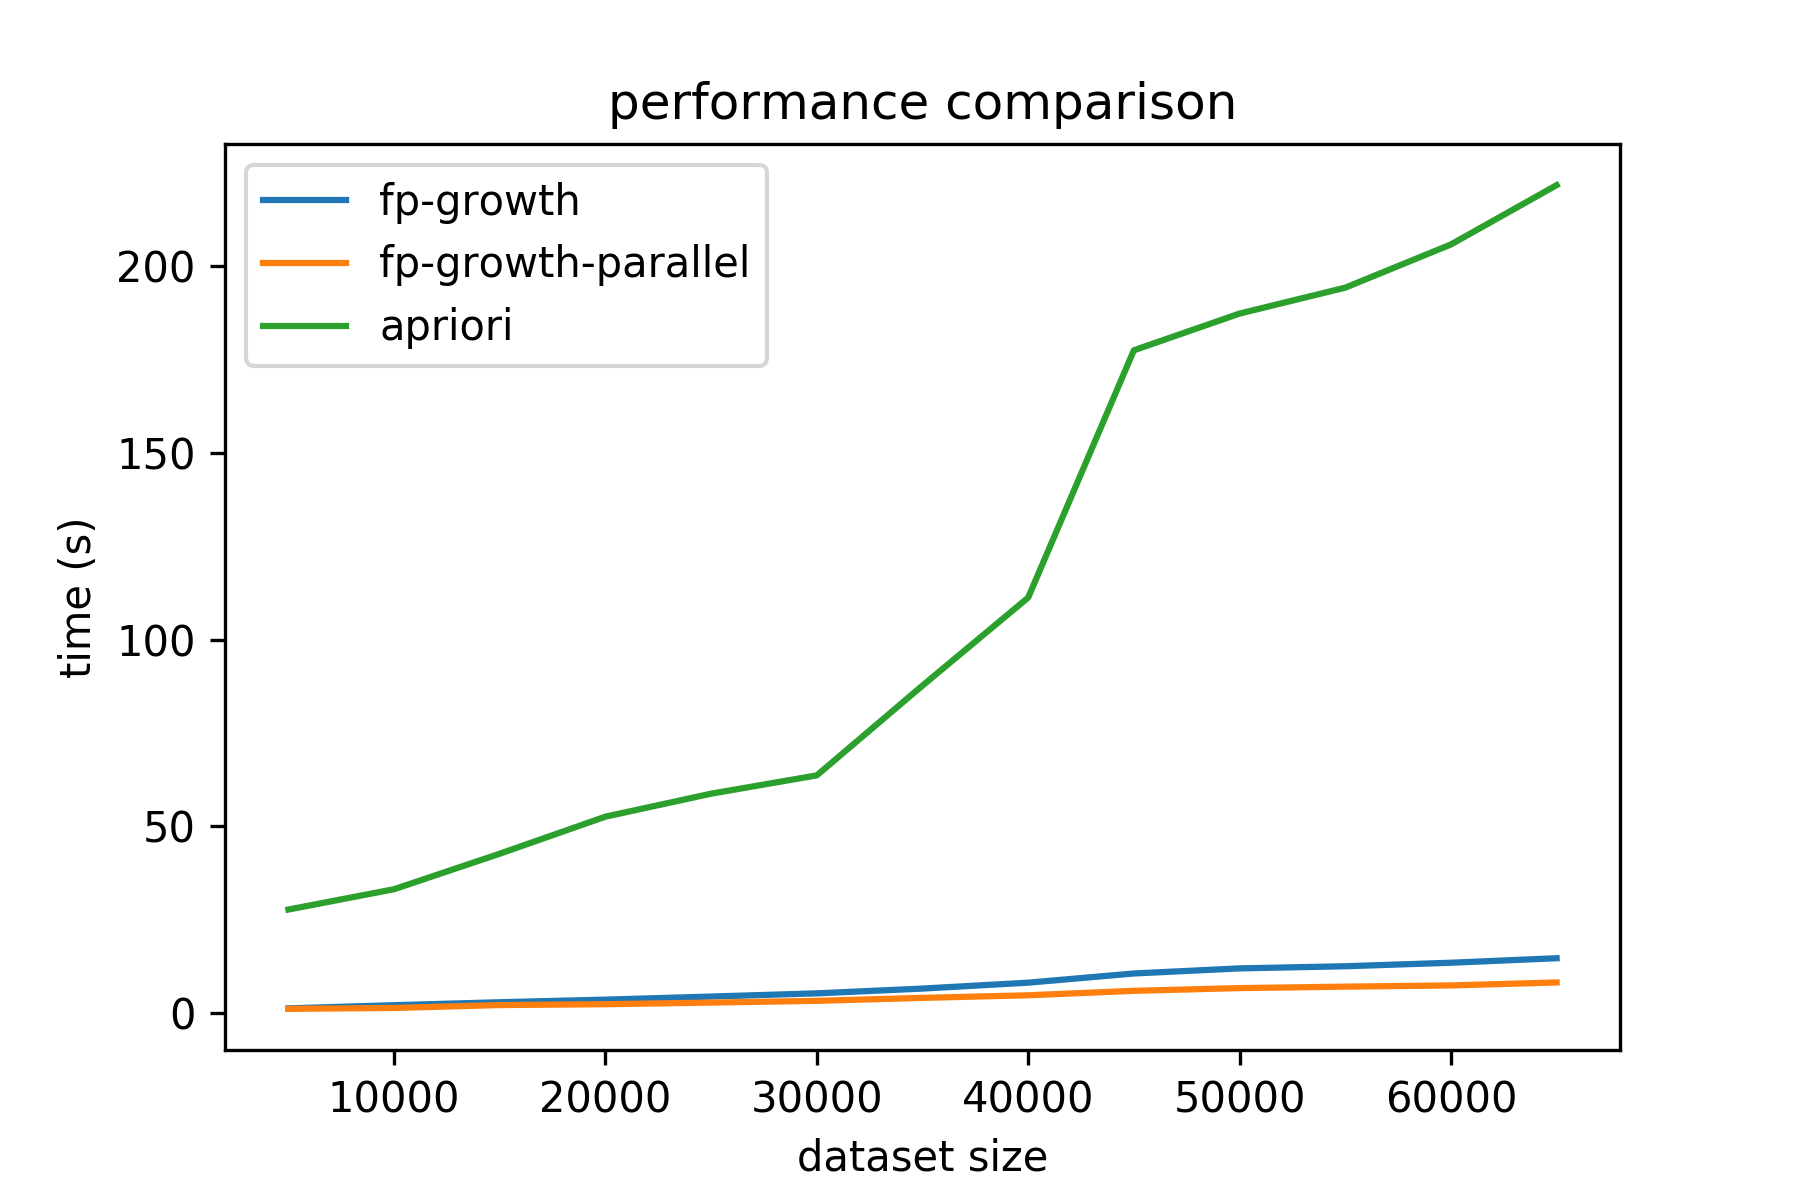 performance comparison
fp-growth
fp-growth-parallel
apriori
200
150
100
50
0
time (s)
10000 20000 30000 40000 50000 60000
dataset size